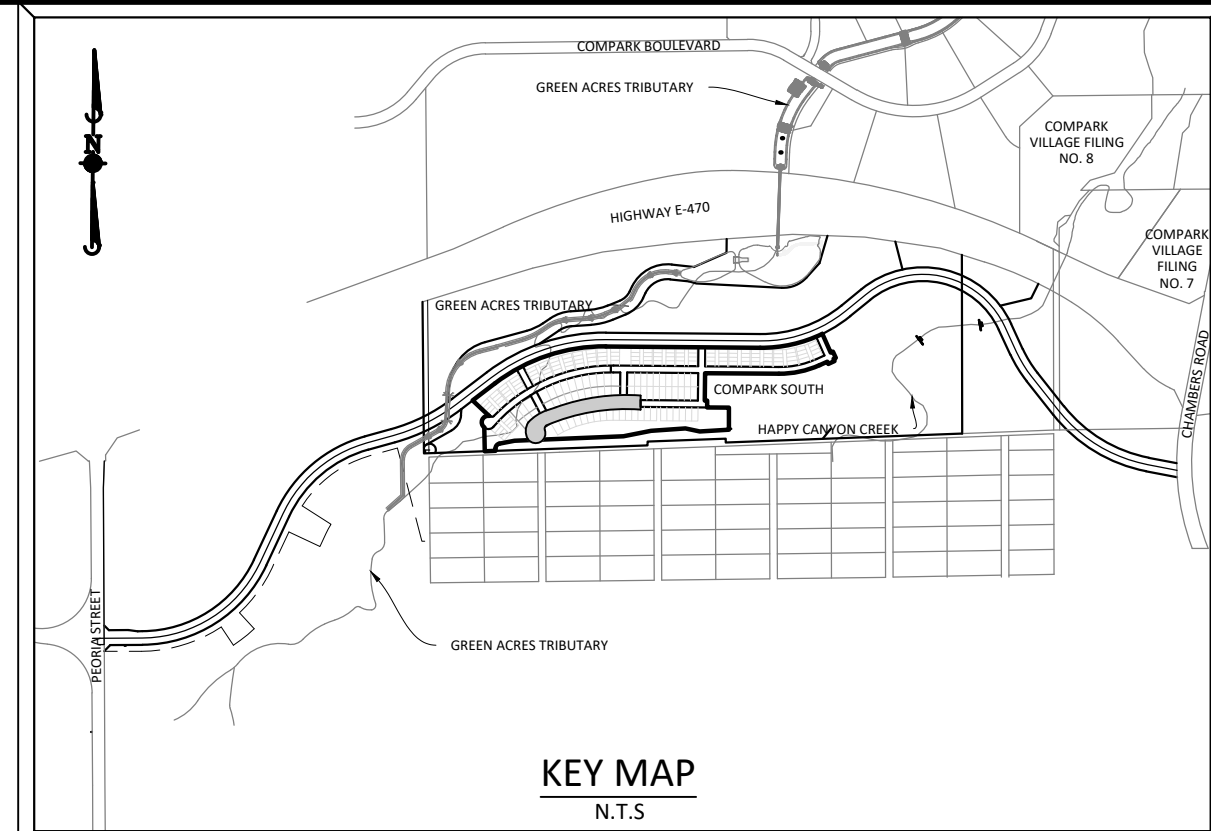 COMPARK BOULEVARD
GREEN ACRES TRIBUTARY
COMPARK
VILLAGE FILING
NO. 8
N
HIGHWAY E-470
COMPARK
VILLAGE
FILING
NO. 7
GREEN ACRES TRIBUTARY
CHAMBERS ROAD
COMPARK SOUTH
HAPPY CANYON CREEK
PEORIA STREET
GREEN ACRES TRIBUTARY
KEY MAP
N.T.S